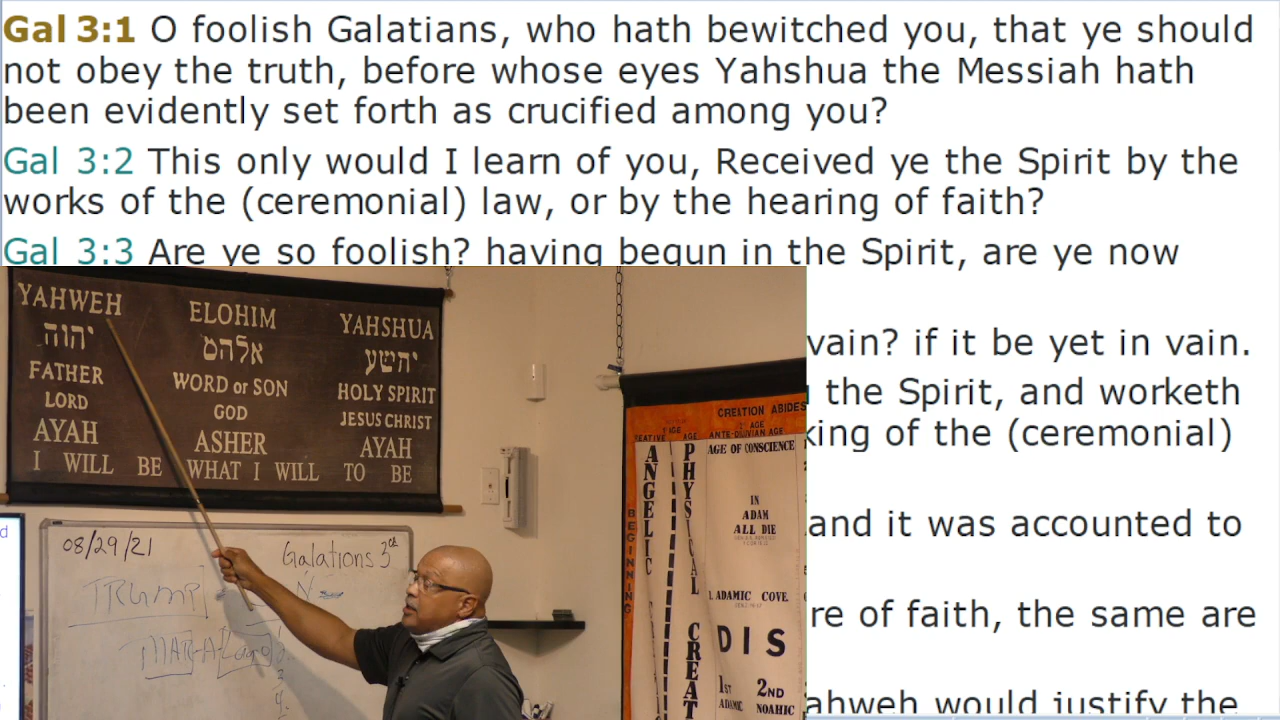 Gal 3:1 O foolish Galatians, who hath bewitched you, that ye should
not obey the truth, before whose eyes Yahshua the Messiah hath
been evidently set forth as crucified among you?
Gal 3:2 This only would I learn of you, Received ye the Spirit by the
works of the (ceremonial) law, or by the hearing of faith?
Gal 3:3 Are ye so foolish? having begun in the Spirit, are ye now
vain? if it be yet in vain.
the Spirit, and worketh
king of the (ceremonial)
and it was accounted to
re of faith, the same are
ahweh would justify the
YAHWEH
יהוה
FATHER
LORD
AYAH
ELOHIM
אלהם
WORD or SON
GOD
ASHER
YAHSHUA
יהשע
HOLY SPIRIT
JESUS CHRIST
AYAH
I WILL BE WHAT I WILL TO BE
08/29/21
Galations 3rd
TRUMP
MAR-A-Lago
CREATION ABIDES
AGE
AGE
ANTE-DILUVIAN AGE
BEGINNING
ANGELIC
PHYSICAL CREAT
AGE OF CONSCIENCE
IN
ADAM
ALL DIE
1. ADAMIC COVE.
DIS
1ST
ADAMIC
2ND
NOAHIC